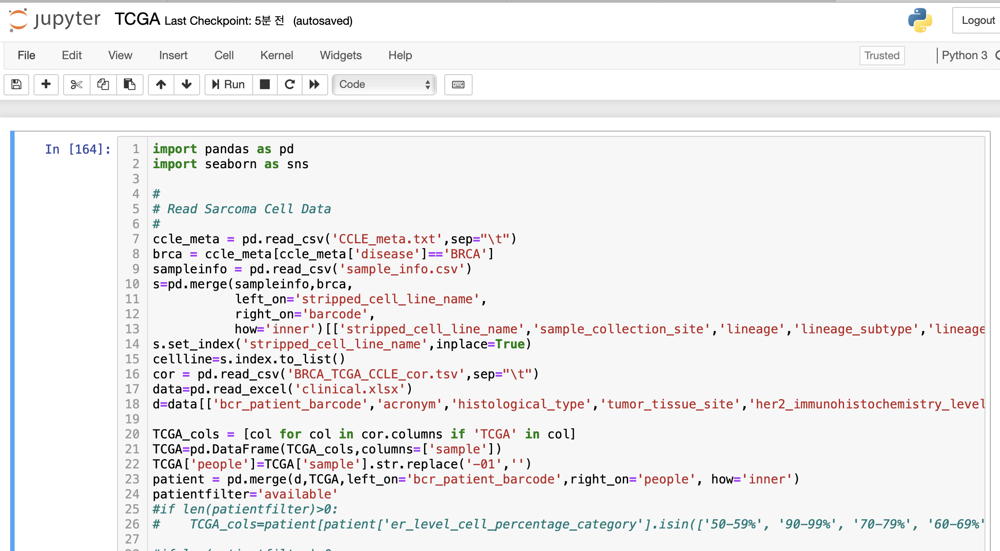 jupyter TCGA Last Checkpoint: 5분 전 (autosaved) Logout
File Edit View Insert Cell Kernel Widgets Help Trusted Python 3
Run Code
In [164]:
1 import pandas as pd
2 import seaborn as sns
3
4 #
5 # Read Sarcoma Cell Data
6 #
7 ccle_meta = pd.read_csv('CCLE_meta.txt',sep="\t")
8 brca = ccle_meta[ccle_meta['disease']=='BRCA']
9 sampleinfo = pd.read_csv('sample_info.csv')
10 s=pd.merge(sampleinfo,brca,
11 left_on='stripped_cell_line_name',
12 right_on='barcode',
13 how='inner')[['stripped_cell_line_name','sample_collection_site','lineage','lineage_subtype','lineage
14 s.set_index('stripped_cell_line_name',inplace=True)
15 cellline=s.index.to_list()
16 cor = pd.read_csv('BRCA_TCGA_CCLE_cor.tsv',sep="\t")
17 data=pd.read_excel('clinical.xlsx')
18 d=data[['bcr_patient_barcode','acronym','histological_type','tumor_tissue_site','her2_immunohistochemistry_level
19
20 TCGA_cols = [col for col in cor.columns if 'TCGA' in col]
21 TCGA=pd.DataFrame(TCGA_cols,columns=['sample'])
22 TCGA['people']=TCGA['sample'].str.replace('-01','')
23 patient = pd.merge(d,TCGA,left_on='bcr_patient_barcode',right_on='people', how='inner')
24 patientfilter='available'
25 #if len(patientfilter)>0:
26 # TCGA_cols=patient[patient['er_level_cell_percentage_category'].isin(['50-59%', '90-99%', '70-79%', '60-69%'
27